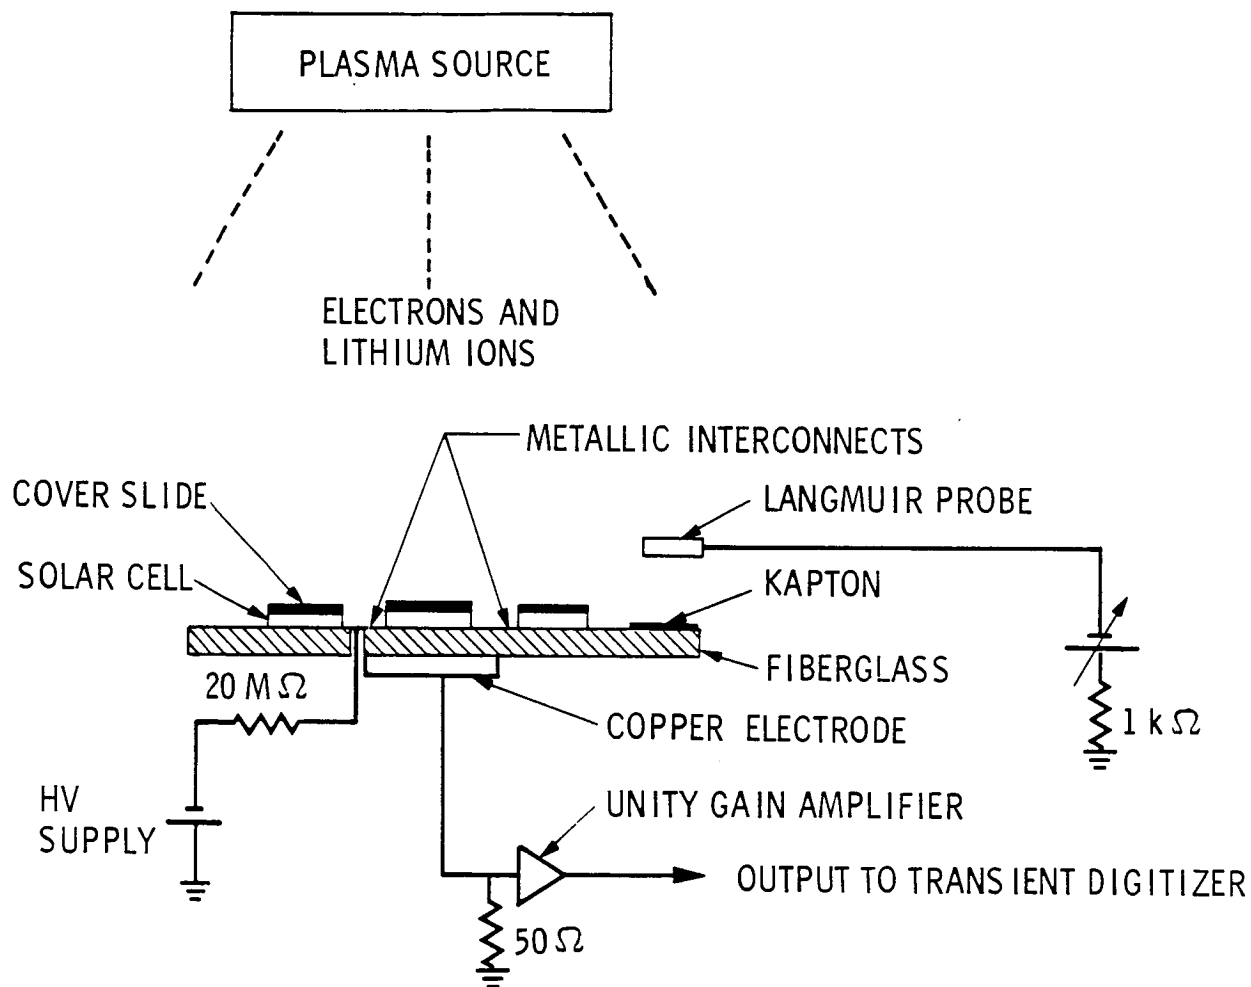 PLASMA SOURCE
ELECTRONS AND
LITHIUM IONS
METALLIC INTERCONNECTS
COVER SLIDE
LANGMUIR PROBE
SOLAR CELL
KAPTON
FIBERGLASS
20 MΩ
COPPER ELECTRODE
1 kΩ
HV
SUPPLY
UNITY GAIN AMPLIFIER
OUTPUT TO TRANSIENT DIGITIZER
50Ω